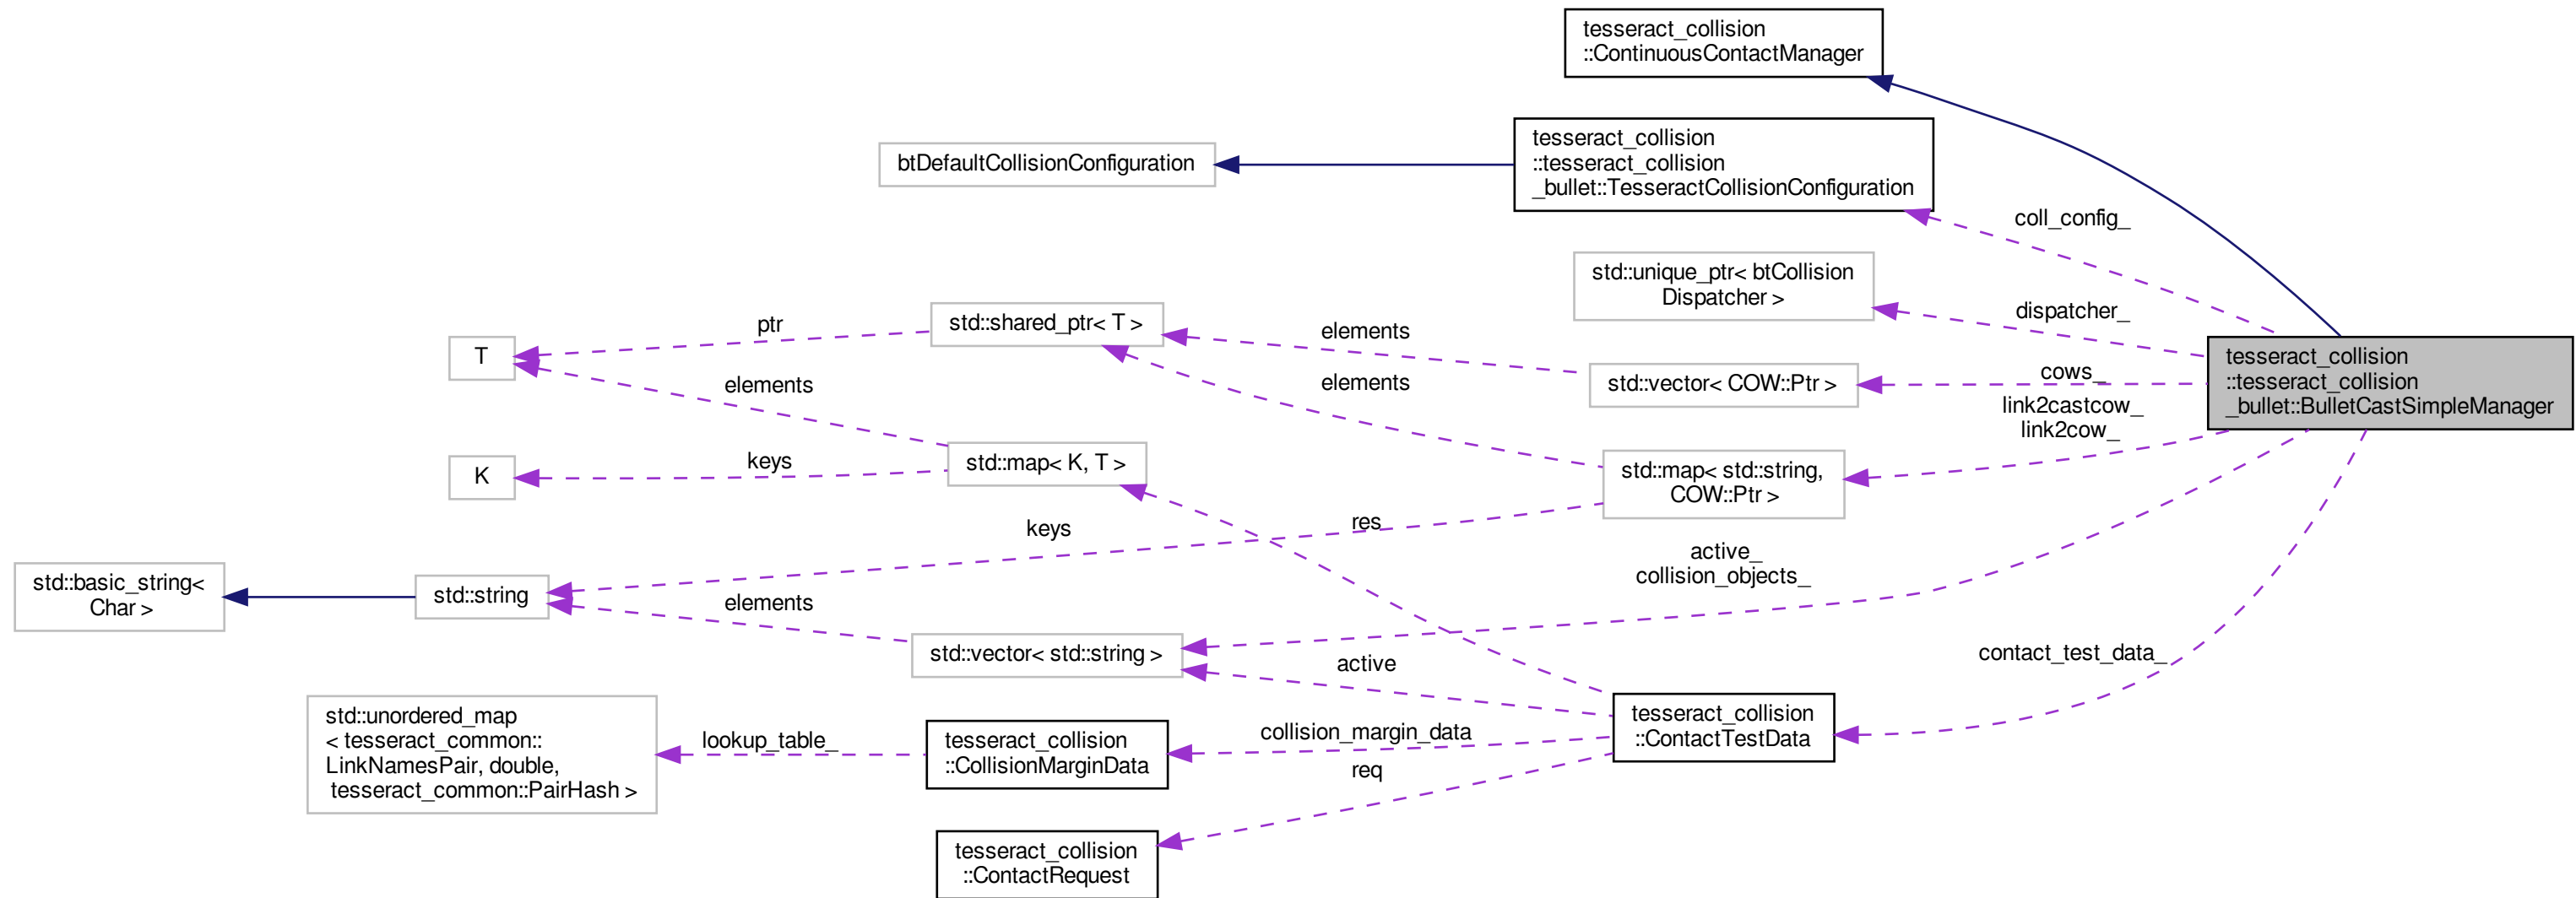 tesseract_collision
::ContinuousContactManager
tesseract_collision
::tesseract_collision
_bullet::TesseractCollisionConfiguration
btDefaultCollisionConfiguration
coll_config_
std::unique_ptr< btCollision
Dispatcher >
dispatcher_
std::shared_ptr< T >
ptr
T
elements
std::vector< COW::Ptr >
cows_
tesseract_collision
::tesseract_collision
_bullet::BulletCastSimpleManager
elements
elements
link2castcow_
link2cow_
std::map< K, T >
keys
K
std::map< std::string,
COW::Ptr >
res
keys
active_
collision_objects_
std::basic_string<
Char >
std::string
elements
std::vector< std::string >
active
contact_test_data_
tesseract_collision
::ContactTestData
std::unordered_map
< tesseract_common::
LinkNamesPair, double,
tesseract_common::PairHash >
lookup_table_
tesseract_collision
::CollisionMarginData
collision_margin_data
req
tesseract_collision
::ContactRequest